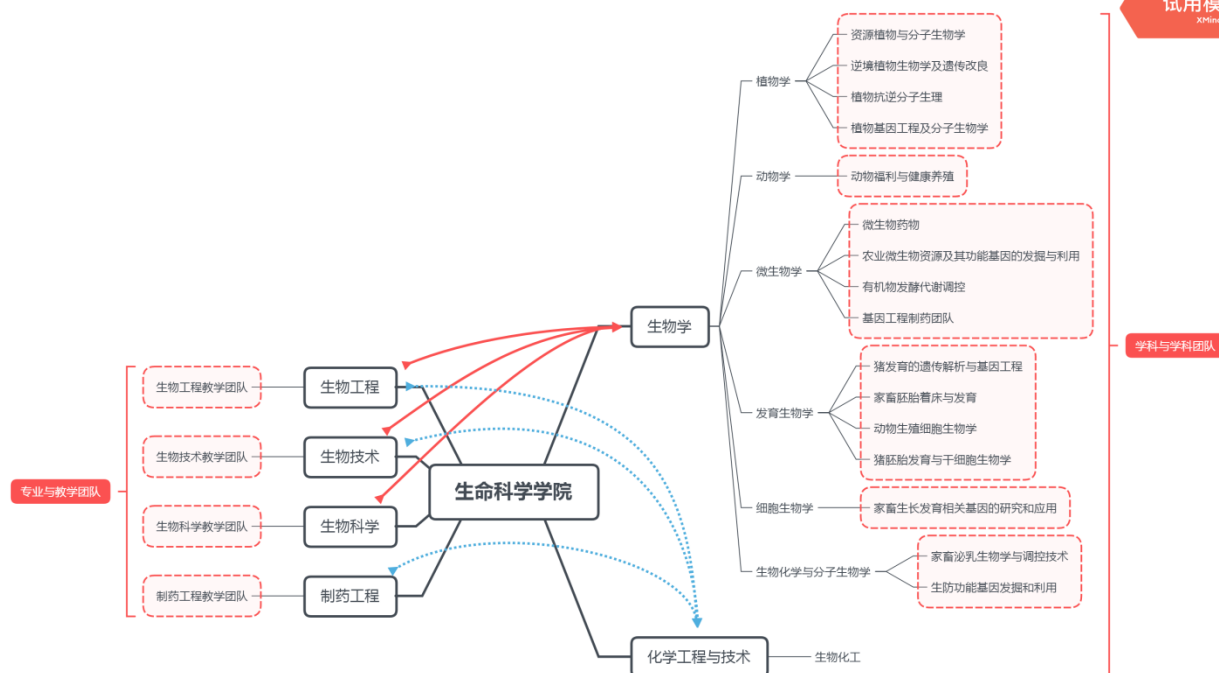 试用模
XMin
资源植物与分子生物学
逆境植物生物学及遗传改良
植物学
植物抗逆分子生理
植物基因工程及分子生物学
动物学
动物福利与健康养殖
微生物药物
农业微生物资源及其功能基因的发掘与利用
微生物学
有机物发酵代谢调控
基因工程制药团队
生物学
学科与学科团队
猪发育的遗传解析与基因工程
家畜胚胎着床与发育
发育生物学
动物生殖细胞生物学
猪胚胎发育与干细胞生物学
细胞生物学
家畜生长发育相关基因的研究和应用
家畜泌乳生物学与调控技术
生物化学与分子生物学
生防功能基因发掘和利用
化学工程与技术
生物化工
生命科学学院
专业与教学团队
生物工程教学团队
生物工程
生物技术教学团队
生物技术
生物科学教学团队
生物科学
制药工程教学团队
制药工程